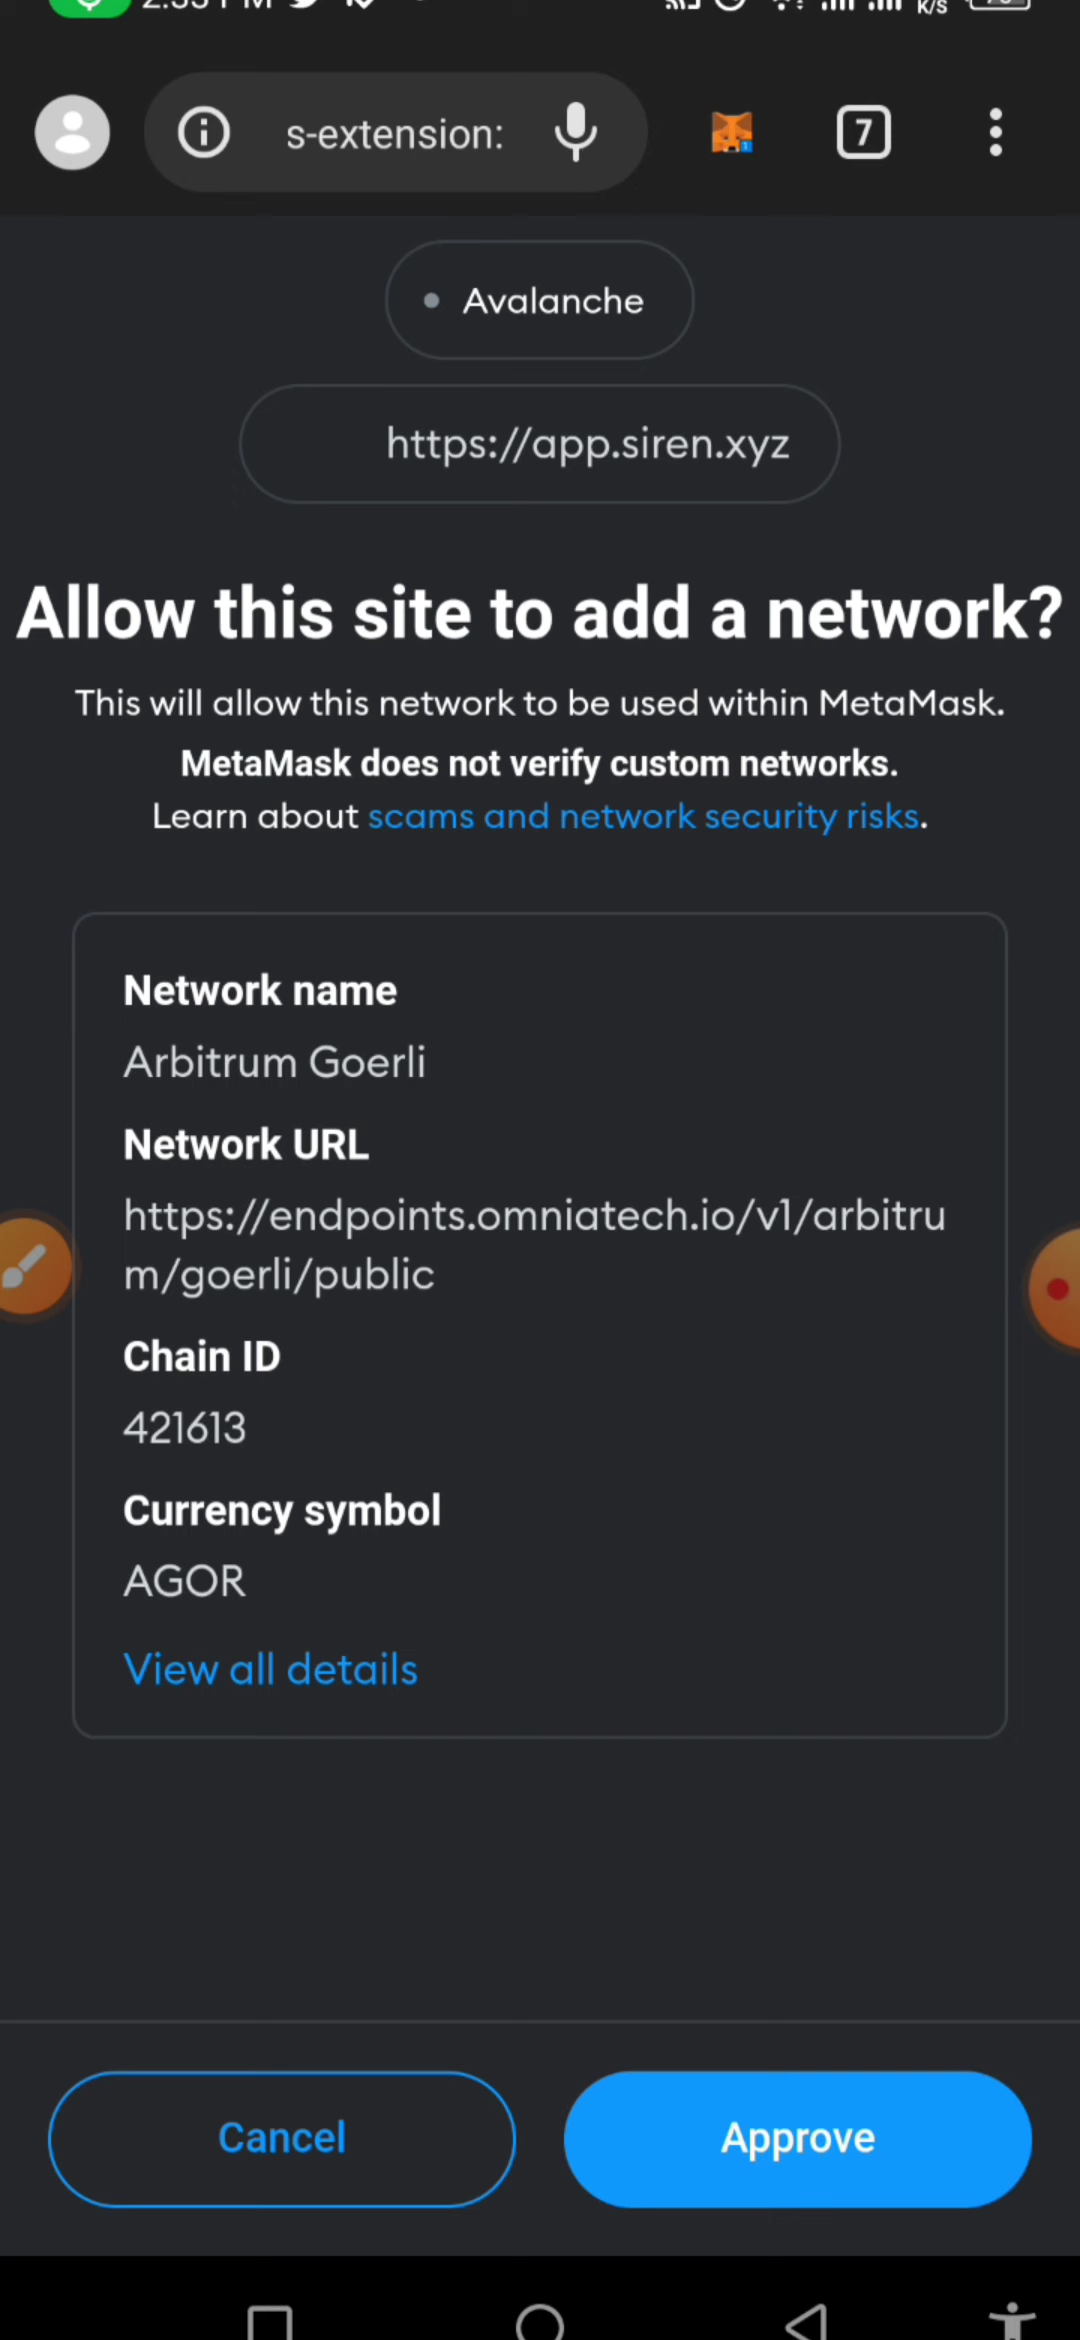 K/S
s-extension:
7
1
Avalanche
https://app.siren.xyz
Allow this site to add a network?
This will allow this network to be used within MetaMask.
MetaMask does not verify custom networks.
Learn about scams and network security risks.
Network name
Arbitrum Goerli
Network URL
https://endpoints.omniatech.io/v1/arbitru
m/goerli/public
Chain ID
421613
Currency symbol
AGOR
View all details
Cancel
Approve